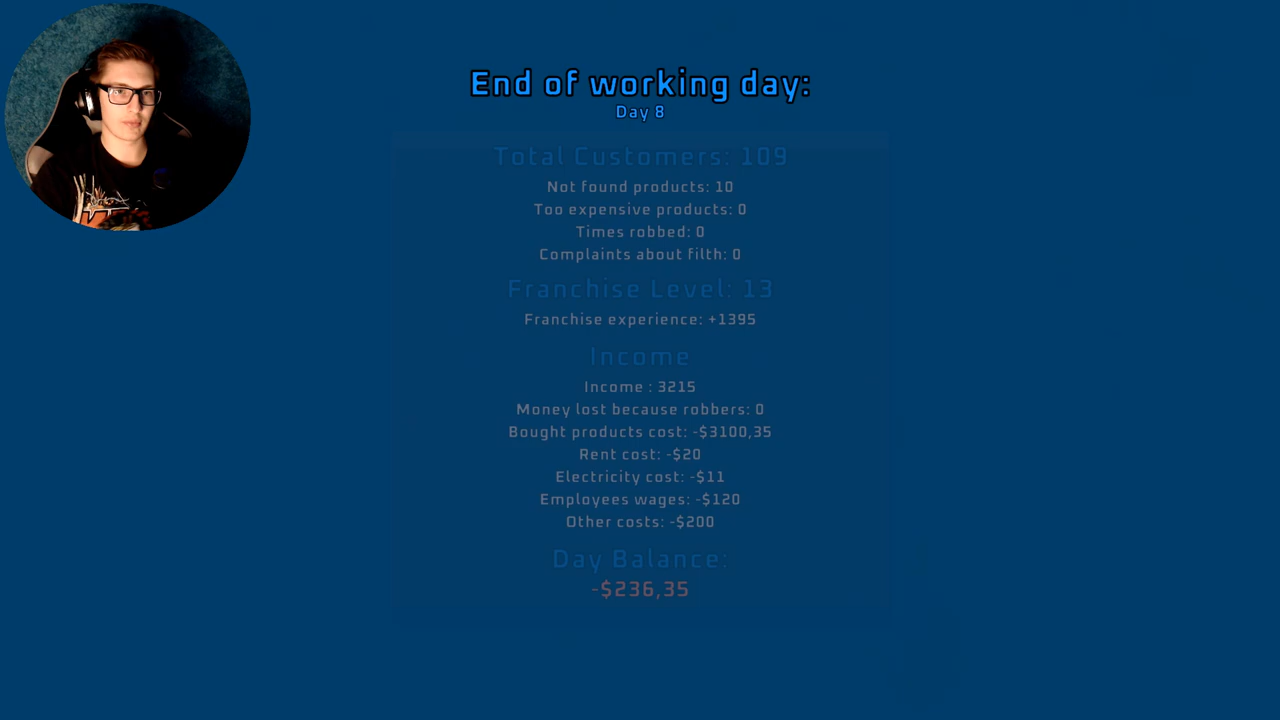 End of working day:
Day 8
Total Customers: 109
Not found products: 10
Too expensive products: 0
Times robbed: 0
Complaints about filth: 0
Franchise Level: 13
Franchise experience: +1395
Income
Income : 3215
Money lost because robbers: 0
Bought products cost: -$3100,35
Rent cost: -$20
Electricity cost: -$11
Employees wages: -$120
Other costs: -$200
Day Balance:
-$236,35